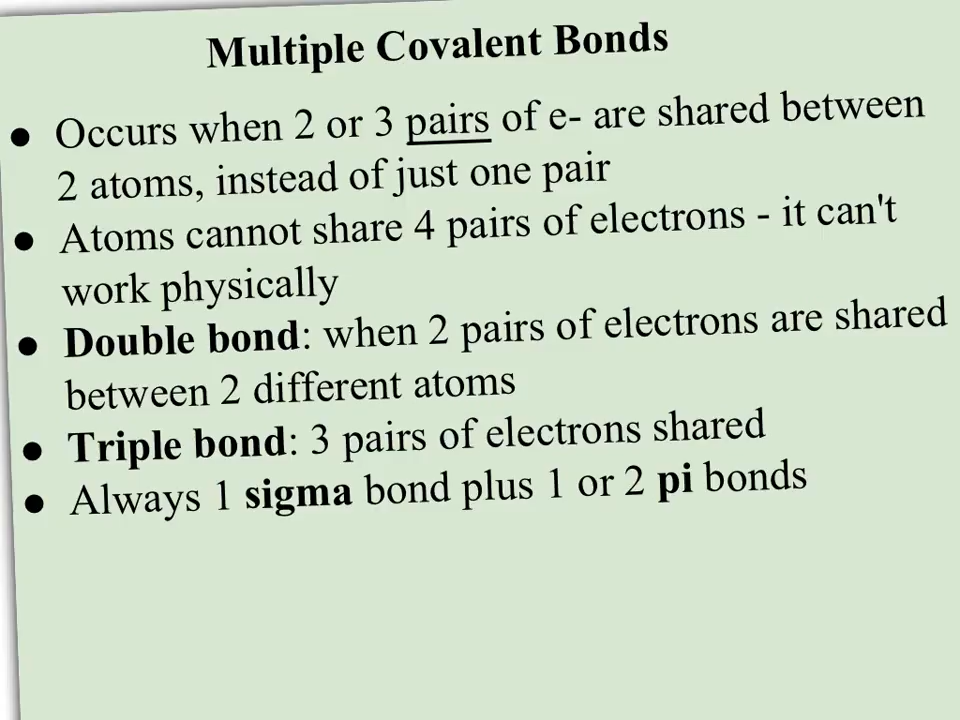 Multiple Covalent Bonds
● Occurs when 2 or 3 pairs of e- are shared between
2 atoms, instead of just one pair
● Atoms cannot share 4 pairs of electrons - it can't
work physically
● Double bond: when 2 pairs of electrons are shared
between 2 different atoms
● Triple bond: 3 pairs of electrons shared
● Always 1 sigma bond plus 1 or 2 pi bonds